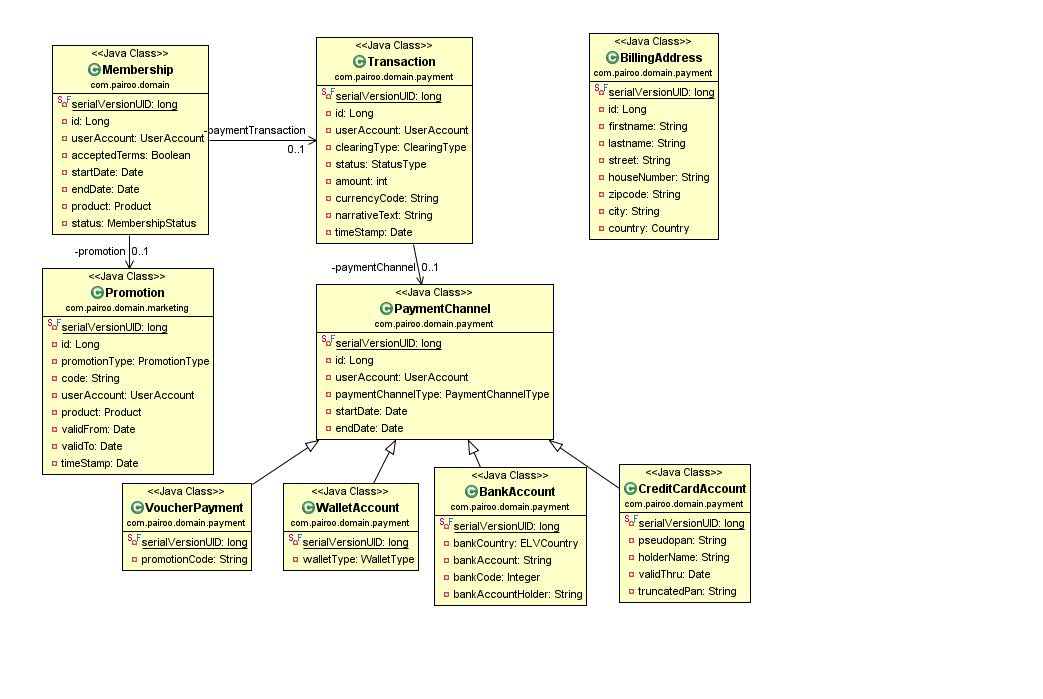 <<Java Class>>
Membership
com.pairoo.domain
serialVersionUID: long
id: Long
userAccount: UserAccount
acceptedTerms: Boolean
startDate: Date
endDate: Date
product: Product
status: MembershipStatus
-paymentTransaction
0..1
<<Java Class>>
Transaction
com.pairoo.domain.payment
serialVersionUID: long
id: Long
userAccount: UserAccount
clearingType: ClearingType
status: StatusType
amount: int
currencyCode: String
narrativeText: String
timeStamp: Date
<<Java Class>>
BillingAddress
com.pairoo.domain.payment
serialVersionUID: long
id: Long
firstname: String
lastname: String
street: String
houseNumber: String
zipcode: String
city: String
country: Country
-promotion 0..1
<<Java Class>>
Promotion
com.pairoo.domain.marketing
serialVersionUID: long
id: Long
promotionType: PromotionType
code: String
userAccount: UserAccount
product: Product
validFrom: Date
validTo: Date
timeStamp: Date
-paymentChannel 0..1
<<Java Class>>
PaymentChannel
com.pairoo.domain.payment
serialVersionUID: long
id: Long
userAccount: UserAccount
paymentChannelType: PaymentChannelType
startDate: Date
endDate: Date
<<Java Class>>
VoucherPayment
com.pairoo.domain.payment
serialVersionUID: long
promotionCode: String
<<Java Class>>
WalletAccount
com.pairoo.domain.payment
serialVersionUID: long
walletType: WalletType
<<Java Class>>
BankAccount
com.pairoo.domain.payment
serialVersionUID: long
bankCountry: ELVCountry
bankAccount: String
bankCode: Integer
bankAccountHolder: String
<<Java Class>>
CreditCardAccount
com.pairoo.domain.payment
serialVersionUID: long
pseudopan: String
holderName: String
validThru: Date
truncatedPan: String